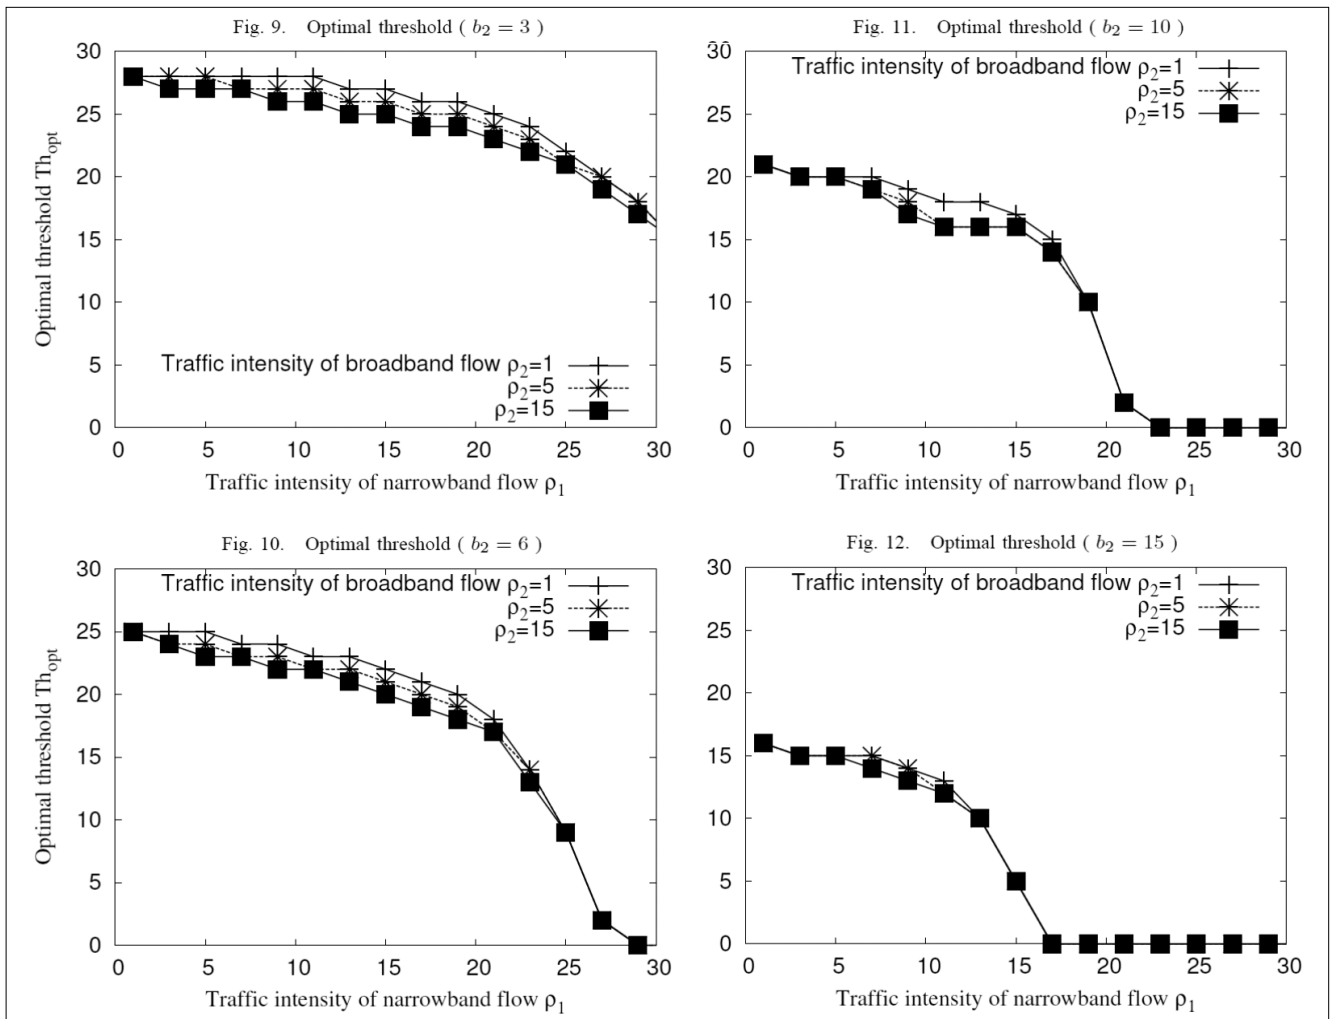 Fig. 9. Optimal threshold ( b₂ = 3 )
30
25
20
15
10
5
0
Optimal threshold Th_opt
Traffic intensity of broadband flow ρ₂=1
ρ₂=5
ρ₂=15
0 5 10 15 20 25 30
Traffic intensity of narrowband flow ρ₁
Fig. 11. Optimal threshold ( b₂ = 10 )
30
25
20
15
10
5
0
Traffic intensity of broadband flow ρ₂=1
ρ₂=5
ρ₂=15
0 5 10 15 20 25 30
Traffic intensity of narrowband flow ρ₁
Fig. 10. Optimal threshold ( b₂ = 6 )
30
25
20
15
10
5
0
Optimal threshold Th_opt
Traffic intensity of broadband flow ρ₂=1
ρ₂=5
ρ₂=15
0 5 10 15 20 25 30
Traffic intensity of narrowband flow ρ₁
Fig. 12. Optimal threshold ( b₂ = 15 )
30
25
20
15
10
5
0
Traffic intensity of broadband flow ρ₂=1
ρ₂=5
ρ₂=15
0 5 10 15 20 25 30
Traffic intensity of narrowband flow ρ₁